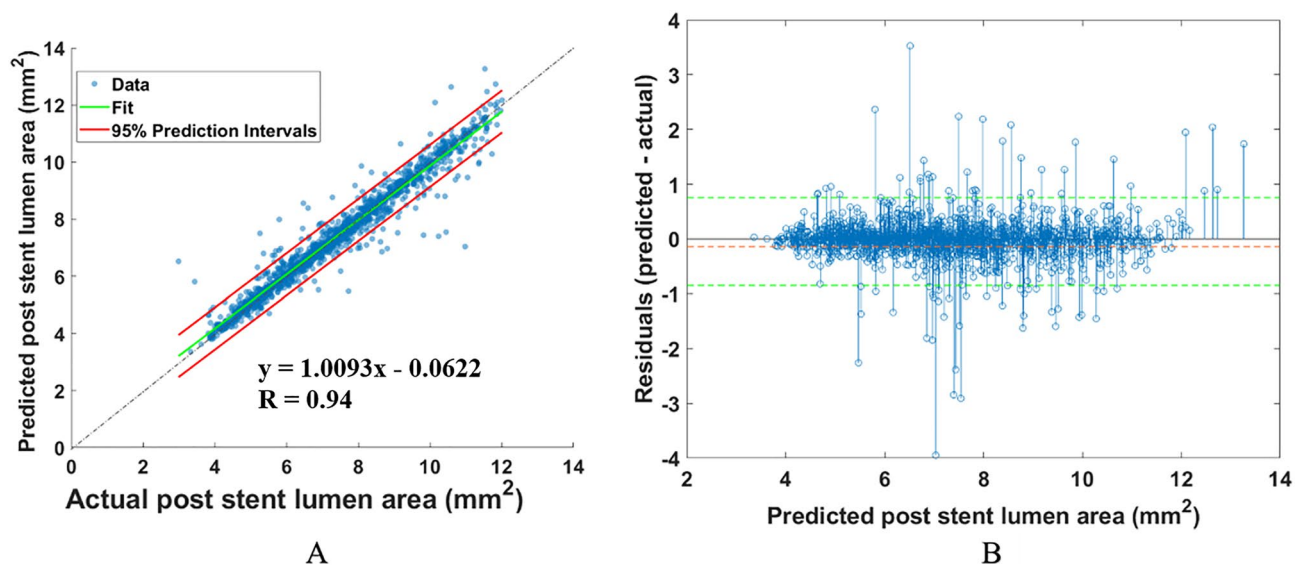 Predicted post stent lumen area (mm²)
14
12
10
8
6
4
2
0
Data
Fit
95% Prediction Intervals
y = 1.0093x - 0.0622
R = 0.94
0 2 4 6 8 10 12 14
Actual post stent lumen area (mm²)
A
Residuals (predicted - actual)
4
3
2
1
0
-1
-2
-3
-4
2 4 6 8 10 12 14
Predicted post stent lumen area (mm²)
B